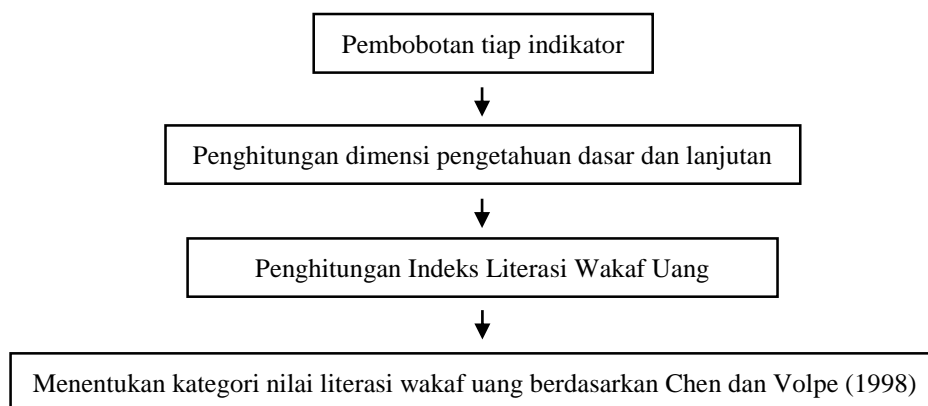 Pembobotan tiap indikator
Penghitungan dimensi pengetahuan dasar dan lanjutan
Penghitungan Indeks Literasi Wakaf Uang
Menentukan kategori nilai literasi wakaf uang berdasarkan Chen dan Volpe (1998)